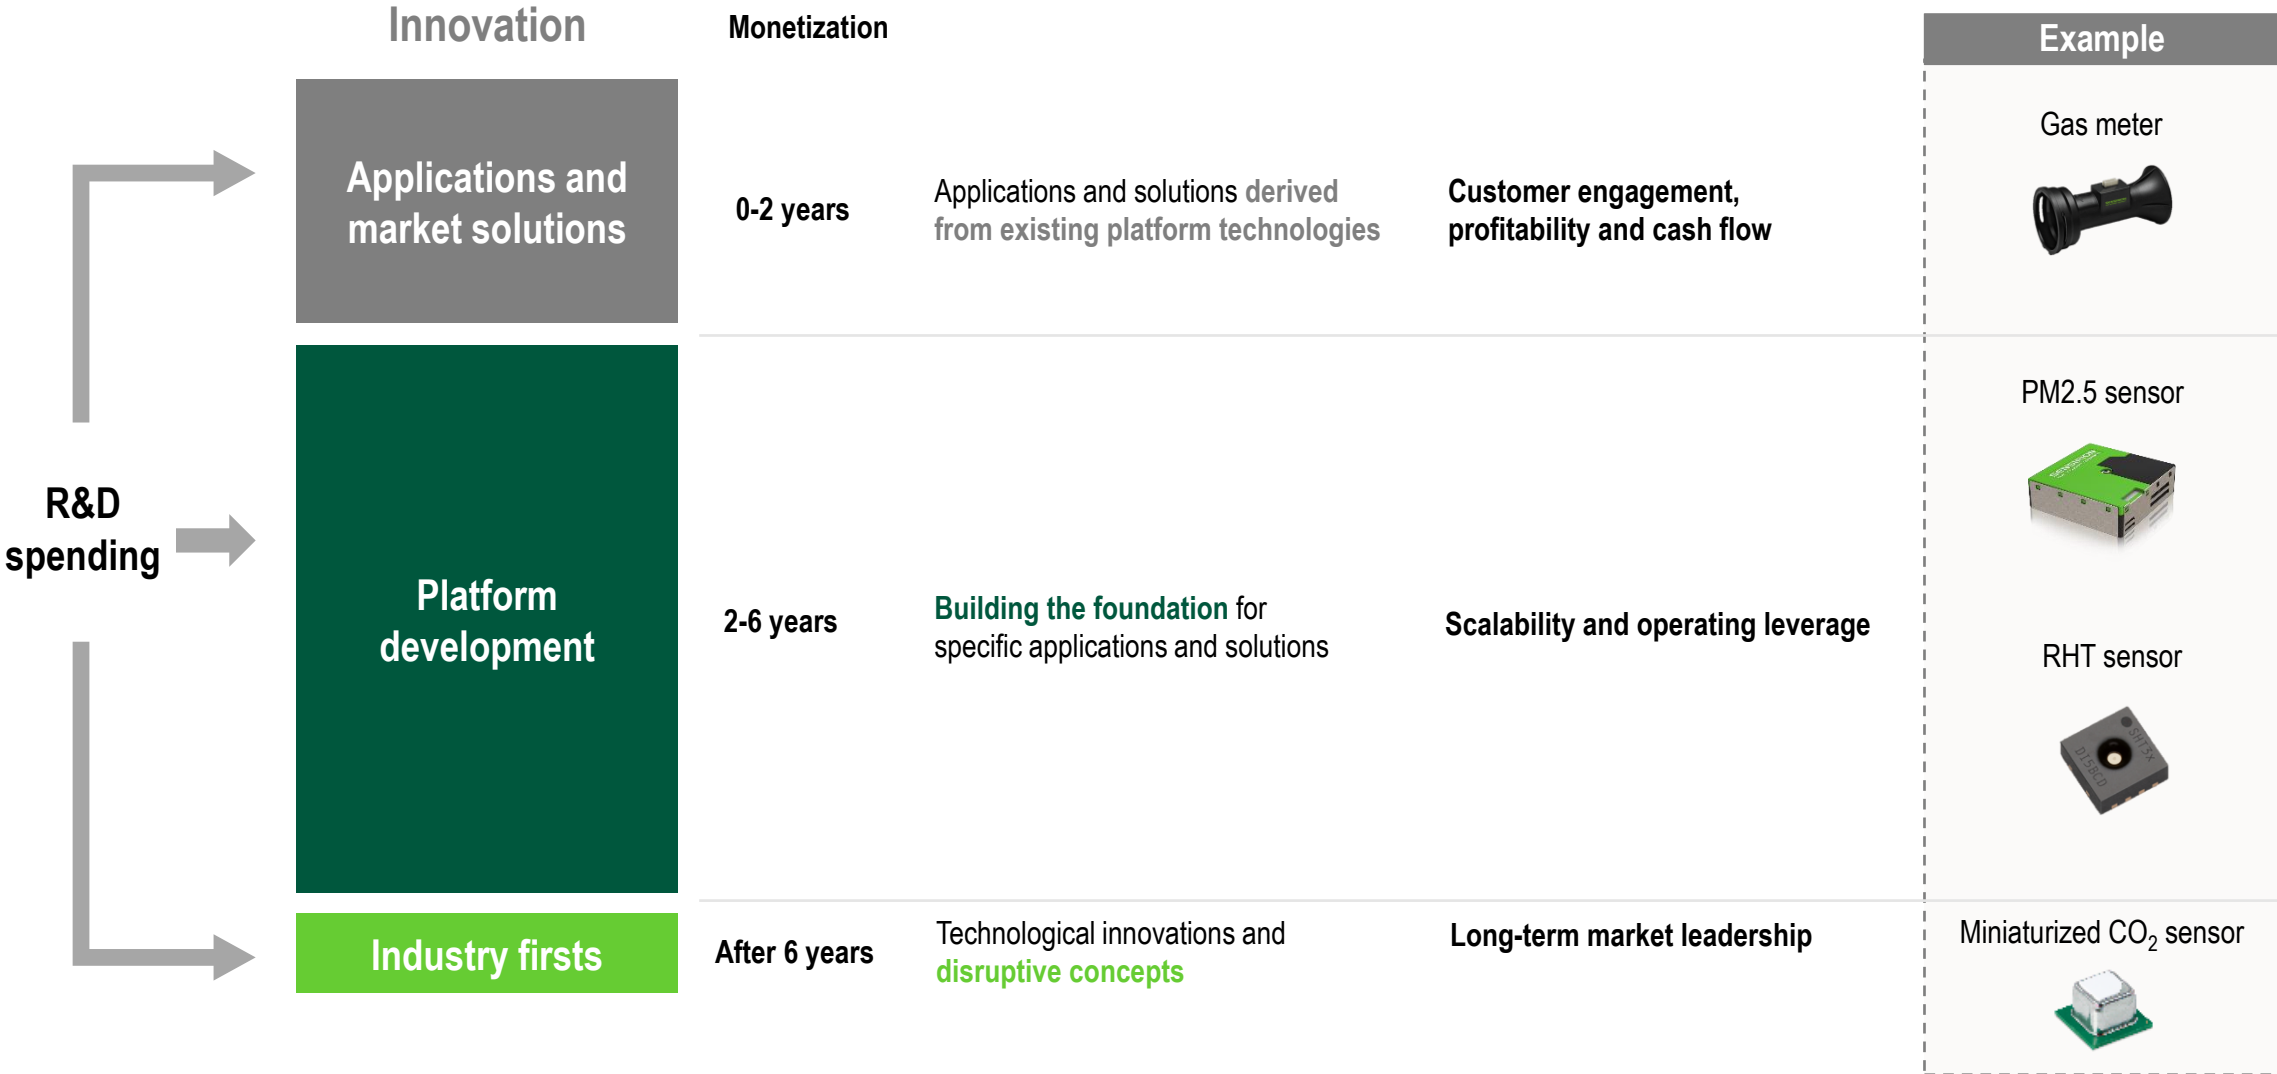 Innovation
Monetization
Example
Applications and
market solutions
0-2 years
Applications and solutions derived
from existing platform technologies
Customer engagement,
profitability and cash flow
Gas meter
R&D
spending
Platform
development
2-6 years
Building the foundation for
specific applications and solutions
Scalability and operating leverage
PM2.5 sensor
SENSIRION
RHT sensor
SHT3x
DI5BCD
Industry firsts
After 6 years
Technological innovations and
disruptive concepts
Long-term market leadership
Miniaturized CO₂ sensor